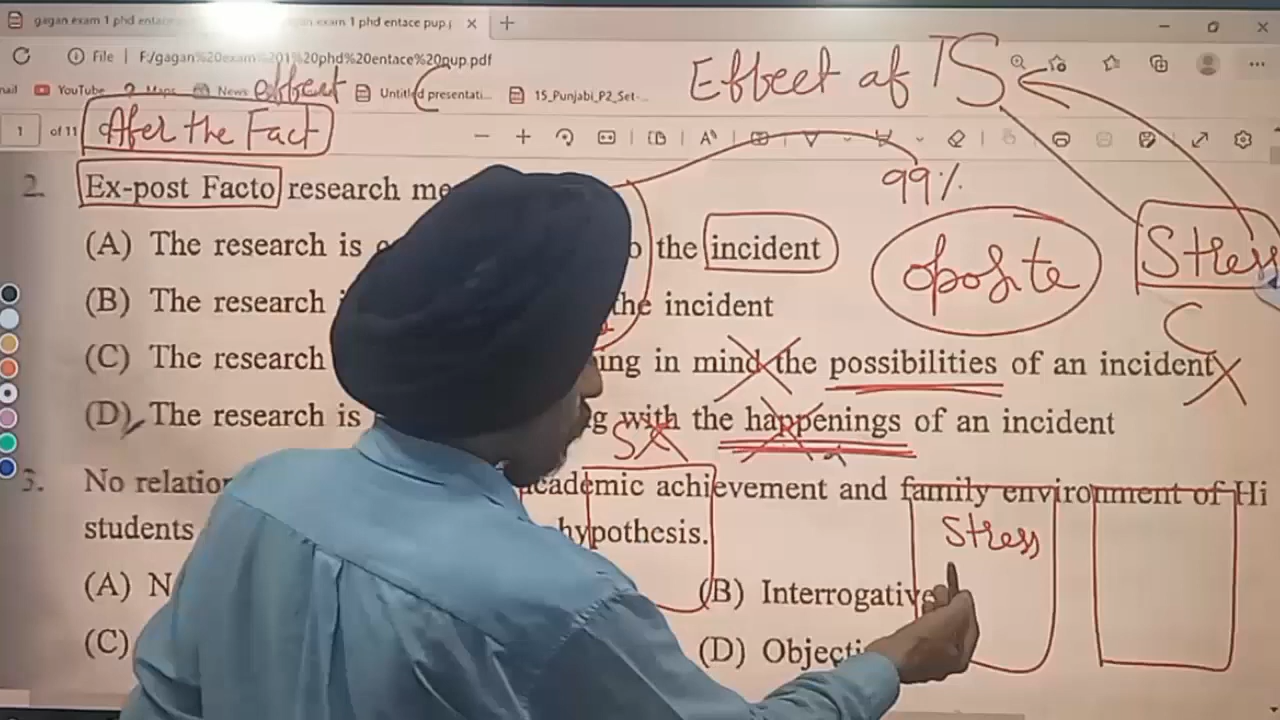 gagan exam 1 phd entac
exam 1 phd entace pup.p
File F:/gagan%20exam%201%20phd%20entace%20pup.pdf
Effect of TS
YouTube Maps News Untitled presentati... 15_Punjabi_P2_Set-...
effect C
1 of 11
Afer the Fact
99%
2. Ex-post Facto research me
(A) The research is the incident
oposite
Stress
(B) The research the incident
C
(C) The research ing in mind the possibilities of an incident
(D) The research is with the happenings of an incident
3. No relation academic achievement and family environment of Hi
students hypothesis.
Stress
(A) N (B) Interrogative
(C) (D) Objecti